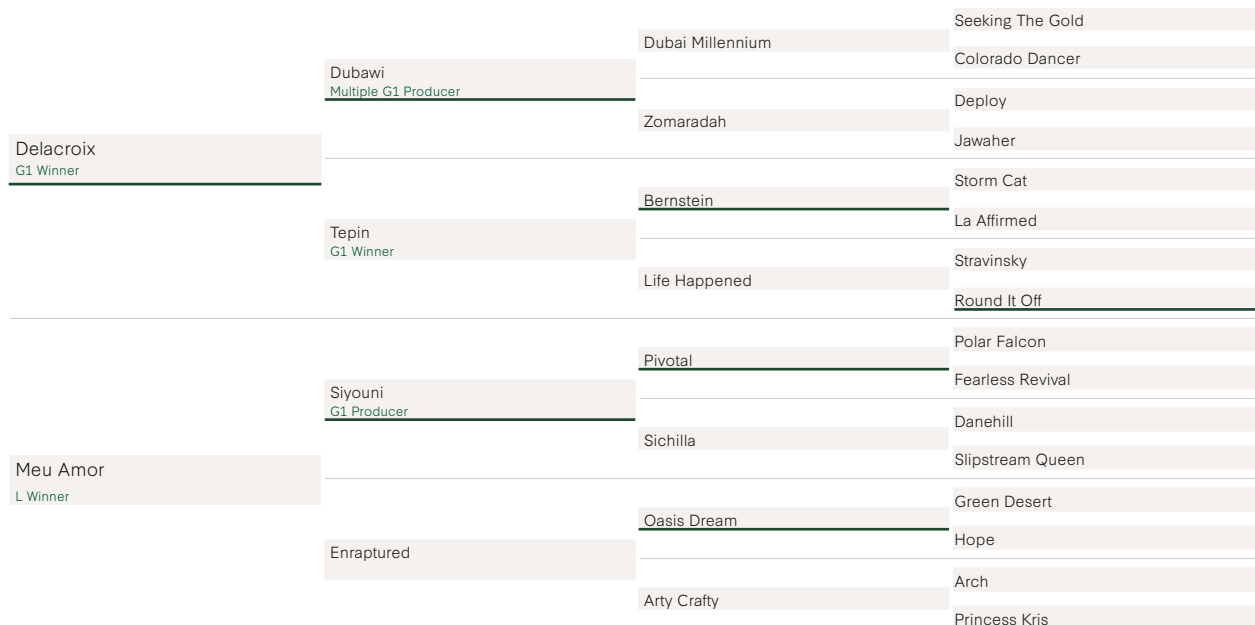 Delacroix
G1 Winner
Meu Amor
L Winner
Dubawi
Multiple G1 Producer
Tepin
G1 Winner
Siyouni
G1 Producer
Enraptured
Dubai Millennium
Zomaradah
Bernstein
Life Happened
Pivotal
Sichilla
Oasis Dream
Arty Crafty
Seeking The Gold
Colorado Dancer
Deploy
Jawaher
Storm Cat
La Affirmed
Stravinsky
Round It Off
Polar Falcon
Fearless Revival
Danehill
Slipstream Queen
Green Desert
Hope
Arch
Princess Kris